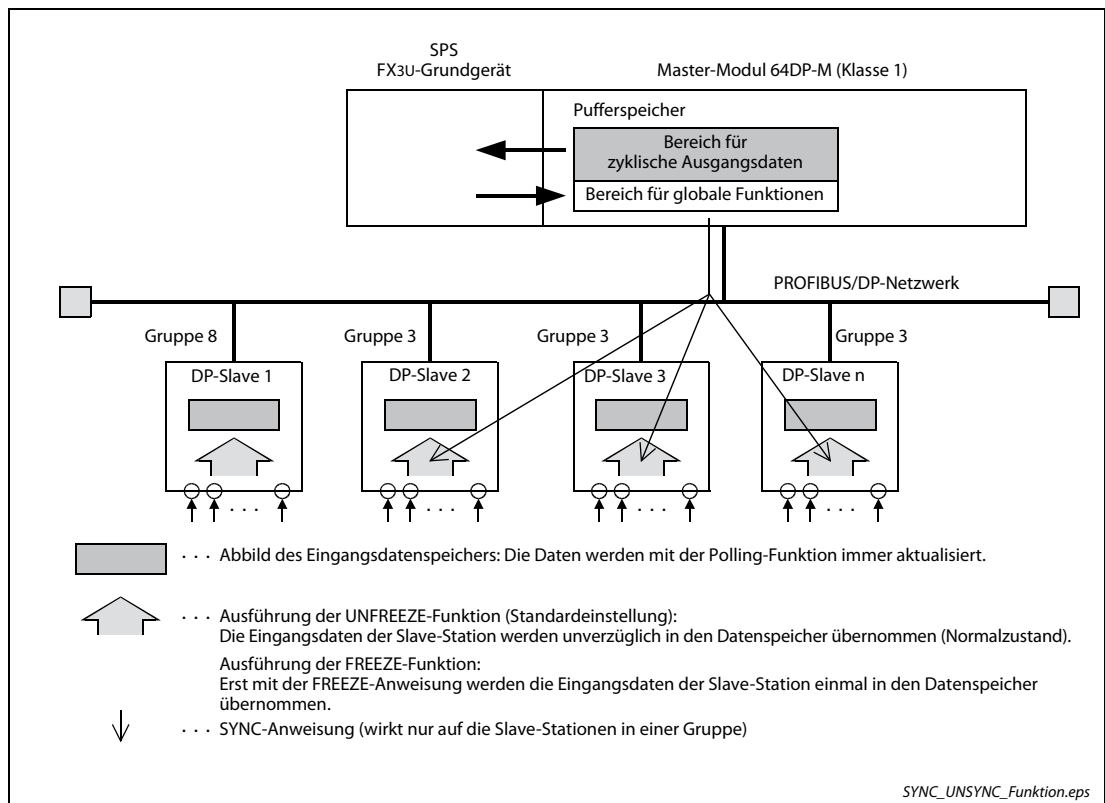 SPS
FX3U-Grundgerät
Master-Modul 64DP-M (Klasse 1)
Pufferspeicher
Bereich für
zyklische Ausgangsdaten
Bereich für globale Funktionen
PROFIBUS/DP-Netzwerk
Gruppe 8
Gruppe 3
Gruppe 3
Gruppe 3
DP-Slave 1
DP-Slave 2
DP-Slave 3
DP-Slave n
. . .
. . .
. . .
. . .
· · · Abbild des Eingangsdatenspeichers: Die Daten werden mit der Polling-Funktion immer aktualisiert.
· · · Ausführung der UNFREEZE-Funktion (Standardeinstellung):
Die Eingangsdaten der Slave-Station werden unverzüglich in den Datenspeicher übernommen (Normalzustand).
Ausführung der FREEZE-Funktion:
Erst mit der FREEZE-Anweisung werden die Eingangsdaten der Slave-Station einmal in den Datenspeicher
übernommen.
· · · SYNC-Anweisung (wirkt nur auf die Slave-Stationen in einer Gruppe)
SYNC_UNSYNC_Funktion.eps